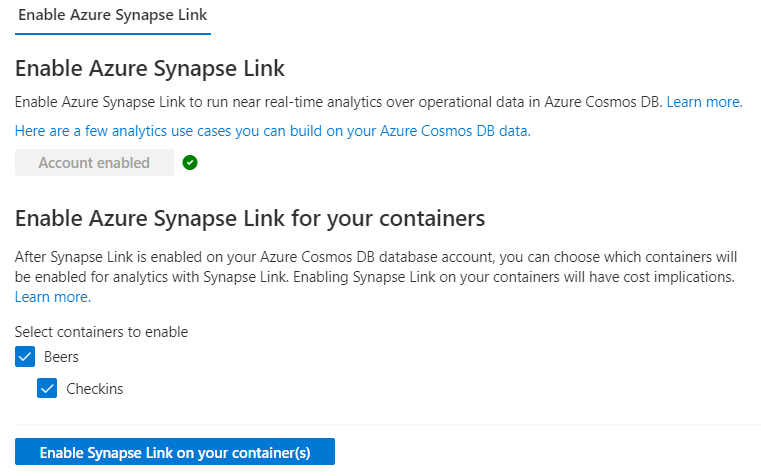 Enable Azure Synapse Link
Enable Azure Synapse Link
Enable Azure Synapse Link to run near real-time analytics over operational data in Azure Cosmos DB. Learn more.
Here are a few analytics use cases you can build on your Azure Cosmos DB data.
Account enabled
Enable Azure Synapse Link for your containers
After Synapse Link is enabled on your Azure Cosmos DB database account, you can choose which containers will
be enabled for analytics with Synapse Link. Enabling Synapse Link on your containers will have cost implications.
Learn more.
Select containers to enable
Beers
Checkins
Enable Synapse Link on your container(s)